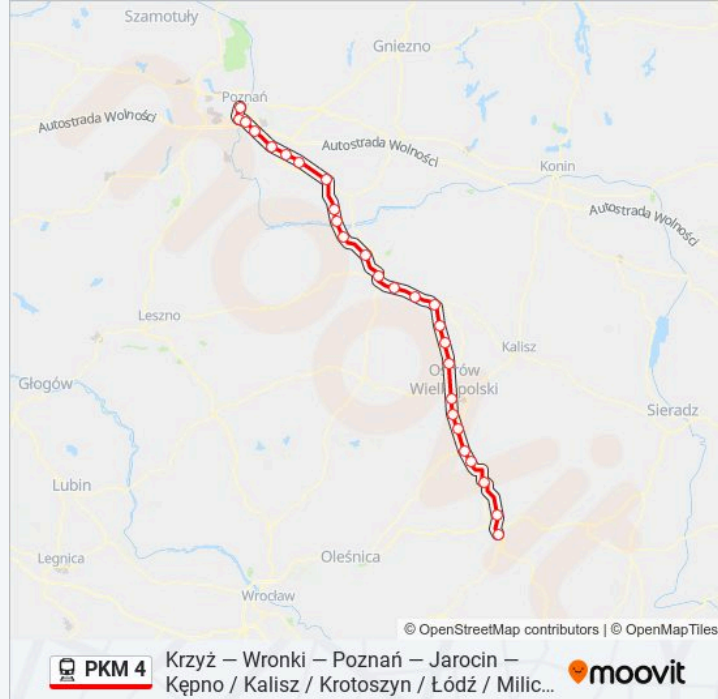 Szamotuły
Gniezno
Poznań
Autostrada Wolności
Autostrada Wolności
Konin
Autostrada Wolności
Leszno
Kalisz
Ostrów
Wielkopolski
Głogów
Sieradz
Lubin
Legnica
Oleśnica
Wrocław
moovit
© OpenStreetMap contributors | © OpenMapTiles
PKM 4
Krzyż — Wronki — Poznań — Jarocin —
Kępno / Kalisz / Krotoszyn / Łódź / Milic...
moovit